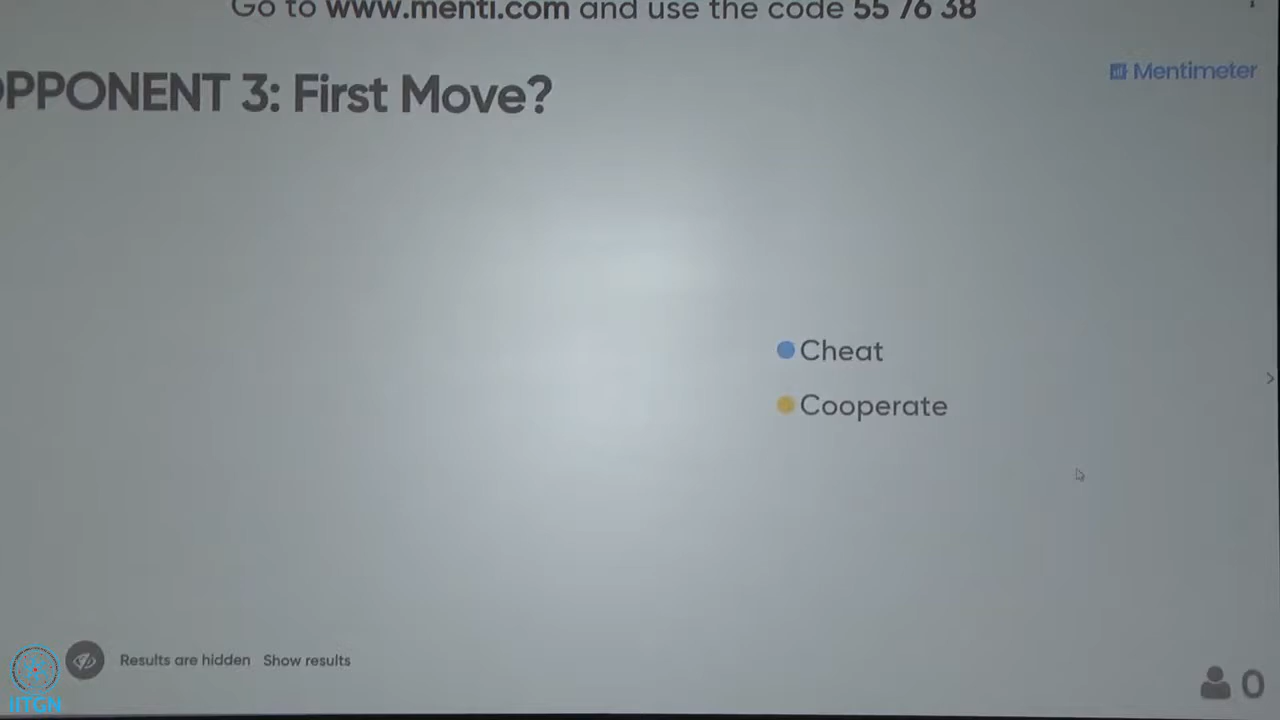 Go to www.menti.com and use the code 55 76 38
Mentimeter
OPPONENT 3: First Move?
Cheat
Cooperate
Results are hidden Show results
0
IITGN